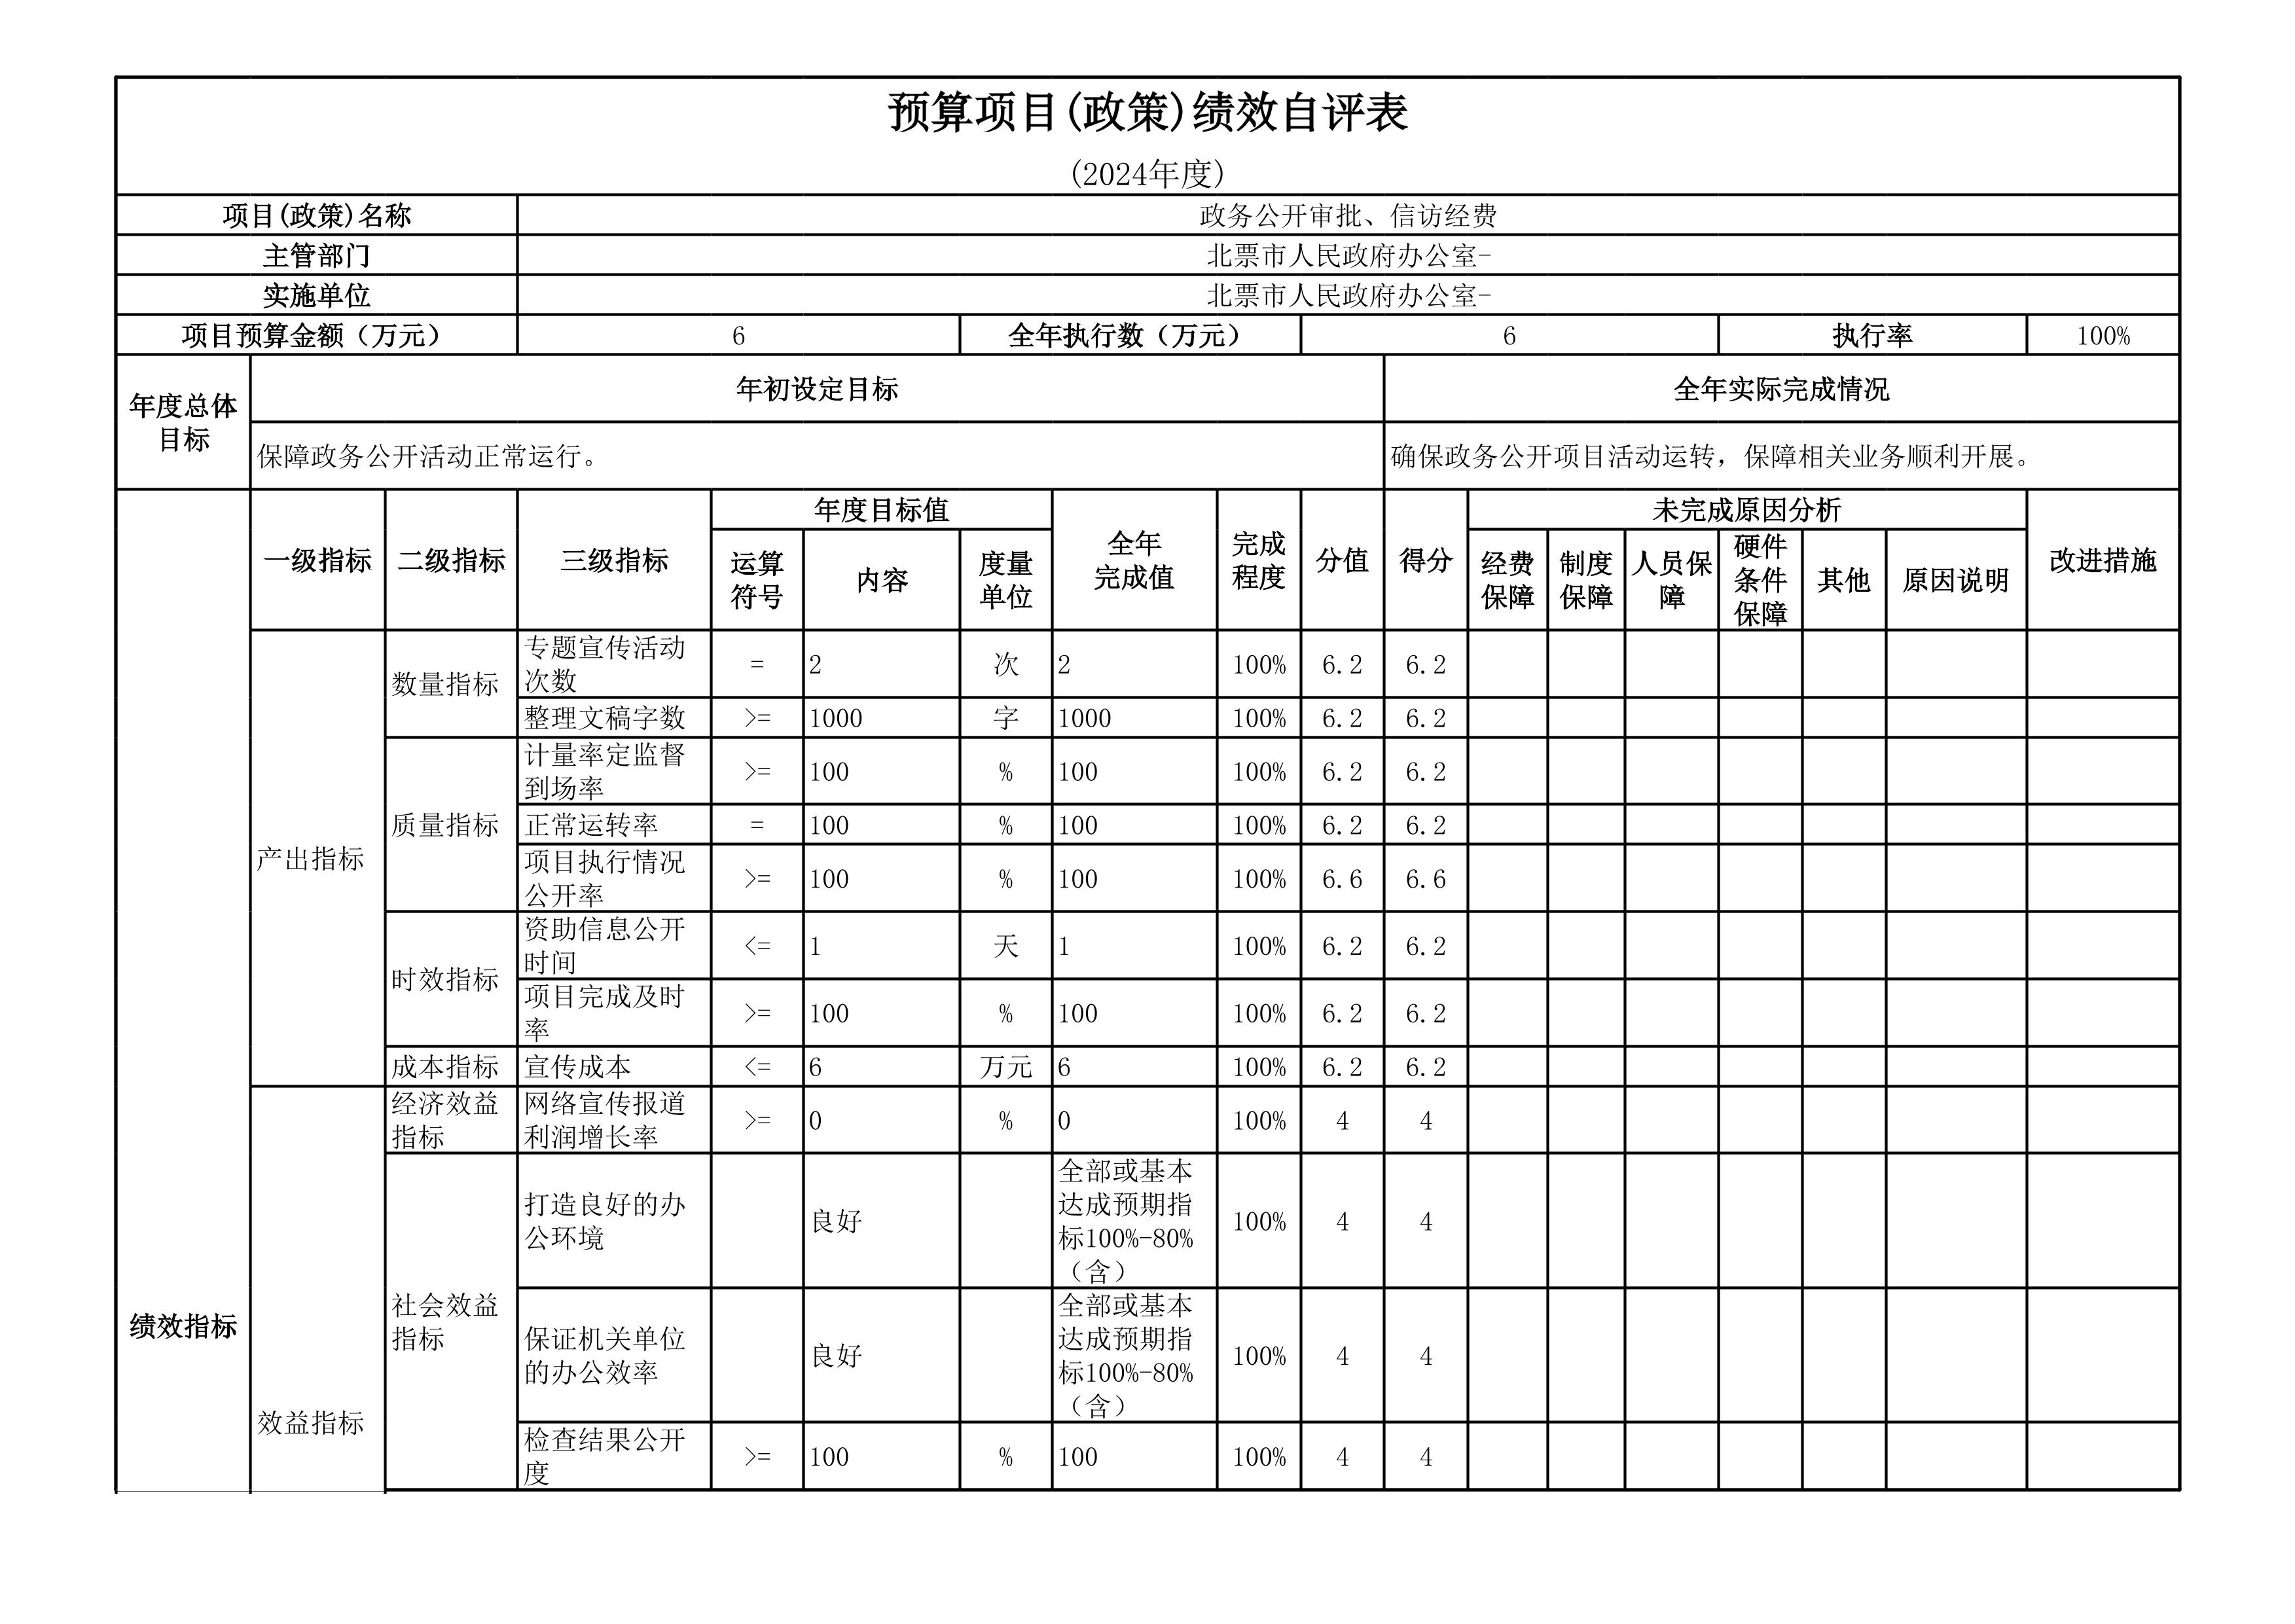 预算项目(政策)绩效自评表
(2024年度)
项目(政策)名称 政务公开审批、信访经费
主管部门 北票市人民政府办公室-
实施单位 北票市人民政府办公室-
项目预算金额（万元） 6 全年执行数（万元） 6 执行率 100%
年度总体
目标
年初设定目标 全年实际完成情况
保障政务公开活动正常运行。 确保政务公开项目活动运转，保障相关业务顺利开展。
绩效指标
一级指标 二级指标 三级指标
年度目标值
运算
符号
内容
度量
单位
全年
完成值
完成
程度
分值 得分
未完成原因分析
经费
保障
制度
保障
人员保
障
硬件
条件
保障
其他 原因说明
改进措施
产出指标
数量指标
专题宣传活动
次数
= 2 次 2 100% 6.2 6.2
整理文稿字数 >= 1000 字 1000 100% 6.2 6.2
质量指标
计量率定监督
到场率
>= 100 % 100 100% 6.2 6.2
正常运转率 = 100 % 100 100% 6.2 6.2
项目执行情况
公开率
>= 100 % 100 100% 6.6 6.6
时效指标
资助信息公开
时间
<= 1 天 1 100% 6.2 6.2
项目完成及时
率
>= 100 % 100 100% 6.2 6.2
成本指标 宣传成本 <= 6 万元 6 100% 6.2 6.2
效益指标
经济效益
指标
网络宣传报道
利润增长率
>= 0 % 0 100% 4 4
社会效益
指标
打造良好的办
公环境
良好
全部或基本
达成预期指
标100%-80%
（含）
100% 4 4
保证机关单位
的办公效率
良好
全部或基本
达成预期指
标100%-80%
（含）
100% 4 4
检查结果公开
度
>= 100 % 100 100% 4 4